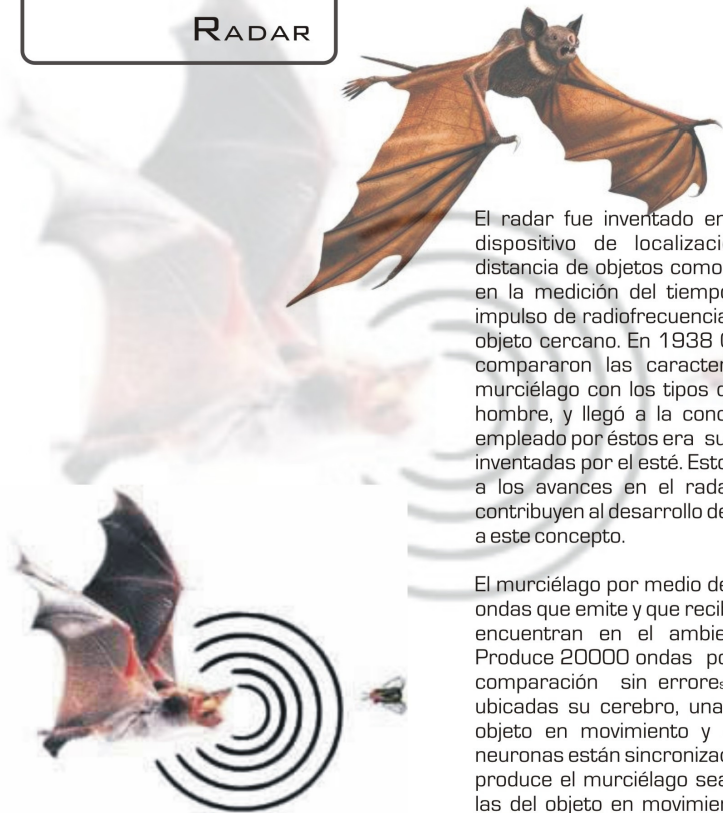 RADAR
El radar fue inventado en
dispositivo de localizaci
distancia de objetos como
en la medición del tiempo
impulso de radiofrecuencia
objeto cercano. En 1938
compararon las caracter
murciélago con los tipos
hombre, y llegó a la conc
empleado por éstos era su
inventadas por el esté. Esto
a los avances en el rada
contribuyen al desarrollo de
a este concepto.
El murciélago por medio de
ondas que emite y que recib
encuentran en el ambie
Produce 20000 ondas po
comparación sin errores
ubicadas su cerebro, una
objeto en movimiento y
neuronas están sincronizad
produce el murciélago sea
las del objeto en movimien